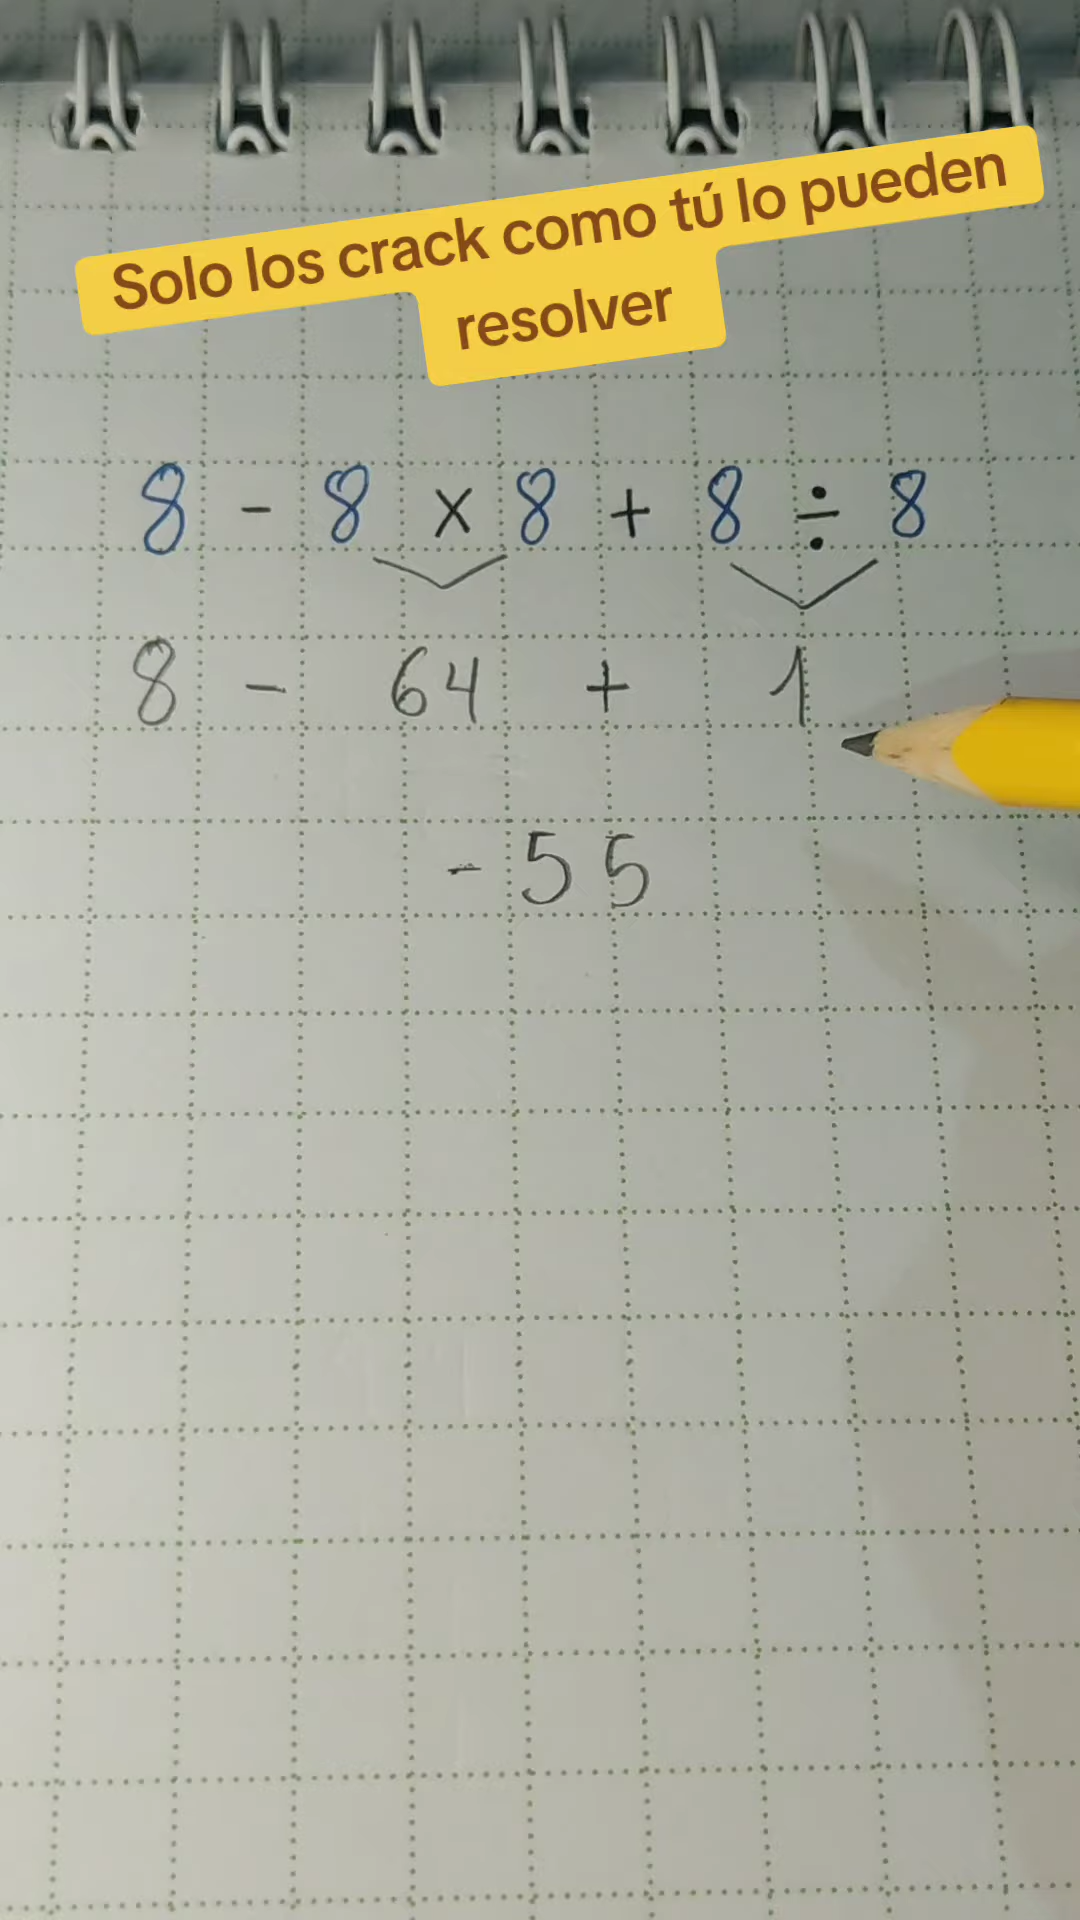 Solo los crack como tú lo pueden
resolver
8 - 8 × 8 + 8 ÷ 8
8 - 64 + 1
-55